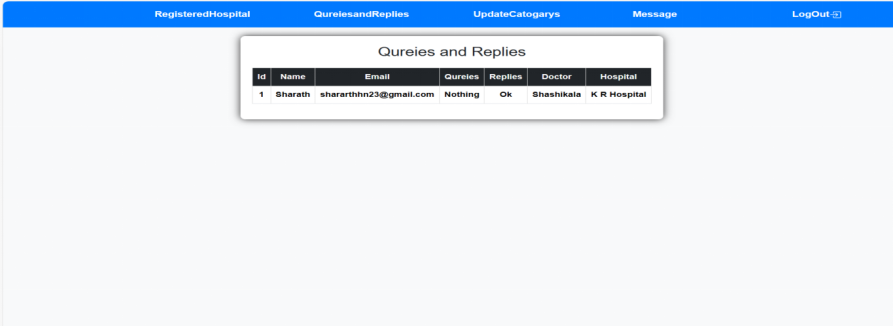 RegisteredHospital QureiesandReplies UpdateCatogarys Message LogOut
Qureies and Replies
Id Name Email Qureies Replies Doctor Hospital
1 Sharath shararthhn23@gmail.com Nothing Ok Shashikala K R Hospital